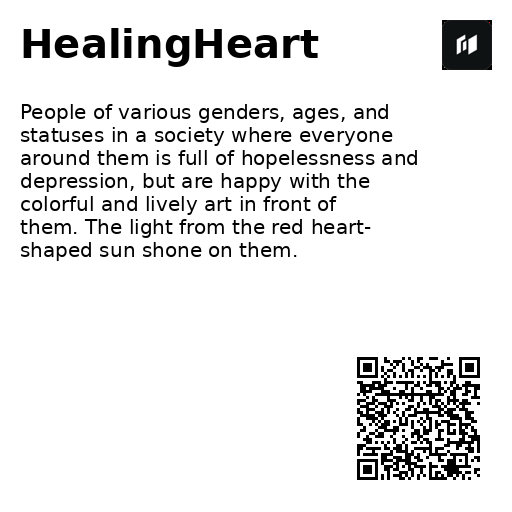 HealingHeart
People of various genders, ages, and
statuses in a society where everyone
around them is full of hopelessness and
depression, but are happy with the
colorful and lively art in front of
them. The light from the red heart-
shaped sun shone on them.